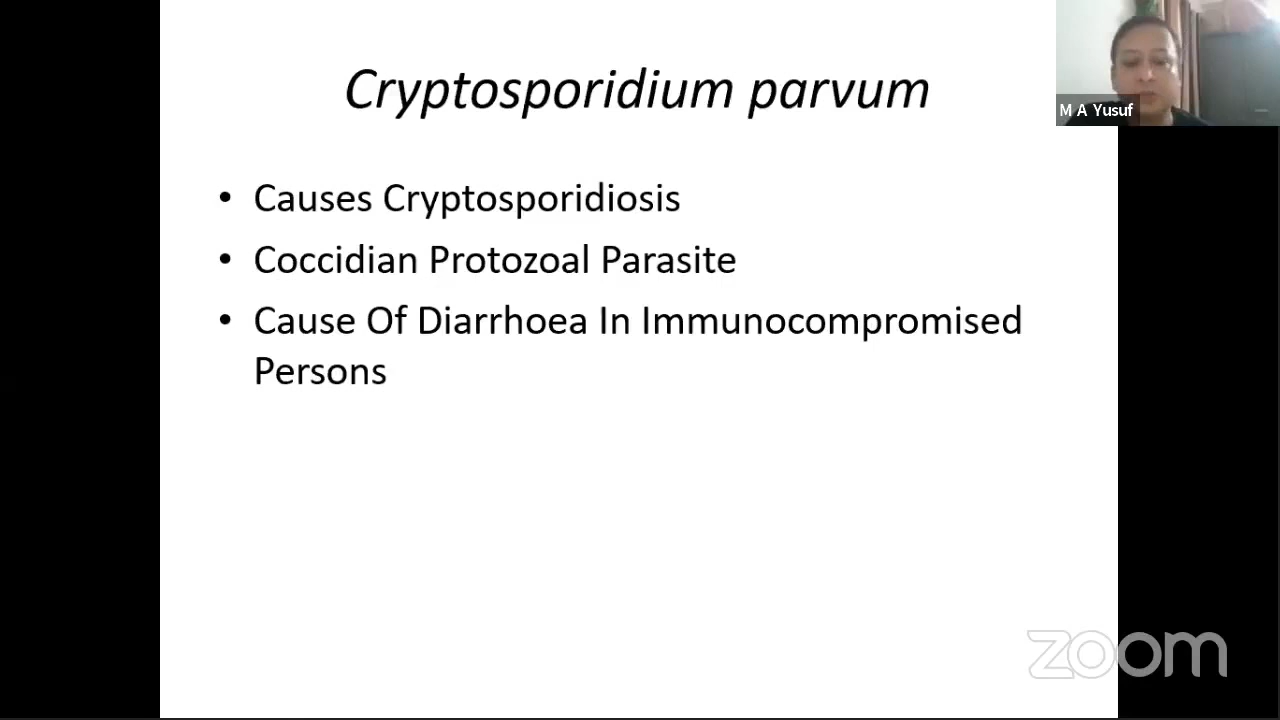 Cryptosporidium parvum
M A Yusuf
• Causes Cryptosporidiosis
• Coccidian Protozoal Parasite
• Cause Of Diarrhoea In Immunocompromised
Persons
zoom